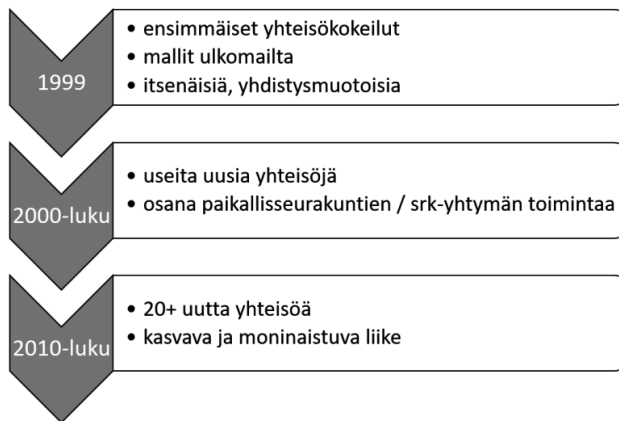 1999
• ensimmäiset yhteisökokeilut
• mallit ulkomailta
• itsenäisiä, yhdistysmuotoisia
2000-luku
• useita uusia yhteisöjä
• osana paikallisseurakuntien / srk-yhtymän toimintaa
2010-luku
• 20+ uutta yhteisöä
• kasvava ja moninaistuva liike